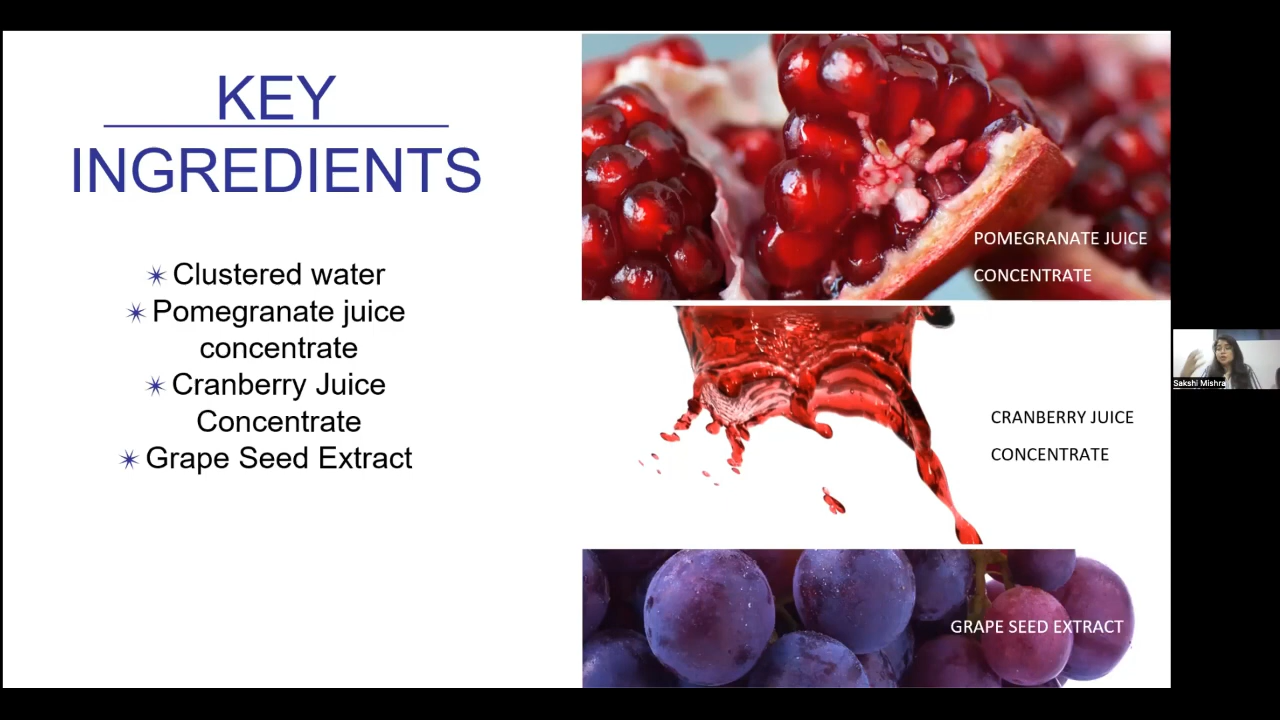 KEY
INGREDIENTS
Clustered water
Pomegranate juice
concentrate
Cranberry Juice
Concentrate
Grape Seed Extract
POMEGRANATE JUICE
CONCENTRATE
CRANBERRY JUICE
CONCENTRATE
GRAPE SEED EXTRACT
Sakshi Mishra